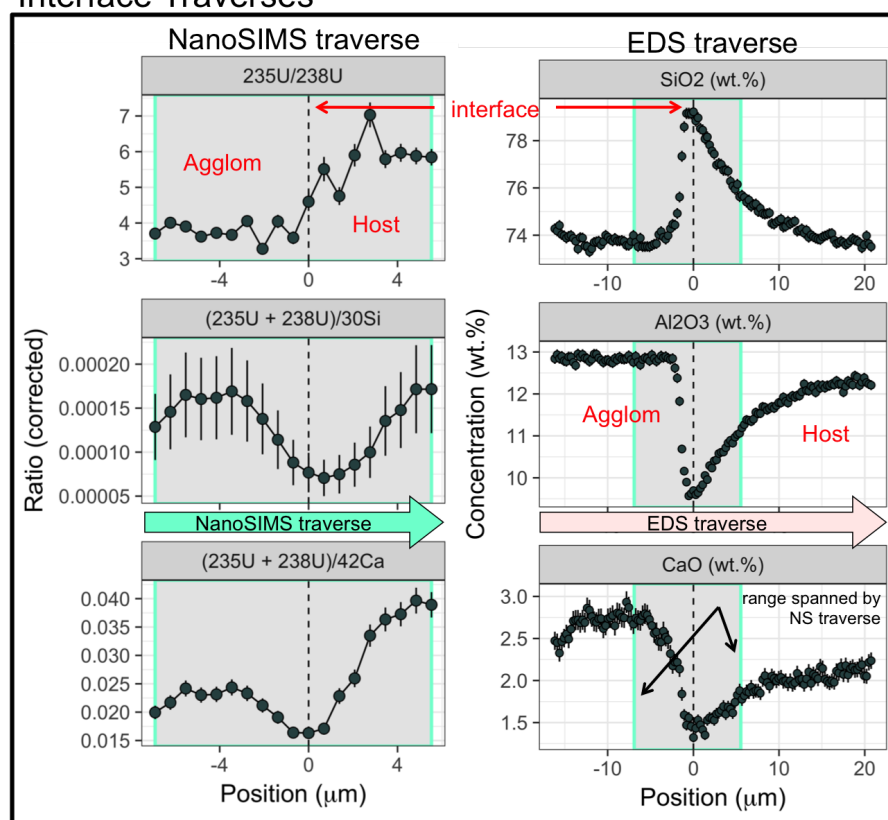 Interface Traverses
NanoSIMS traverse
EDS traverse
235U/238U
SiO2 (wt.%)
interface
Agglom
Host
7
6
5
4
3
-4
0
4
78
76
74
-10
0
10
20
(235U + 238U)/30Si
Al2O3 (wt.%)
0.00020
0.00015
0.00010
0.00005
13
12
11
10
Agglom
Host
Ratio (corrected)
Concentration (wt.%)
NanoSIMS traverse
EDS traverse
(235U + 238U)/42Ca
CaO (wt.%)
range spanned by
NS traverse
0.040
0.035
0.030
0.025
0.020
0.015
3.0
2.5
2.0
1.5
-4
0
4
-10
0
10
20
Position (μm)
Position (μm)